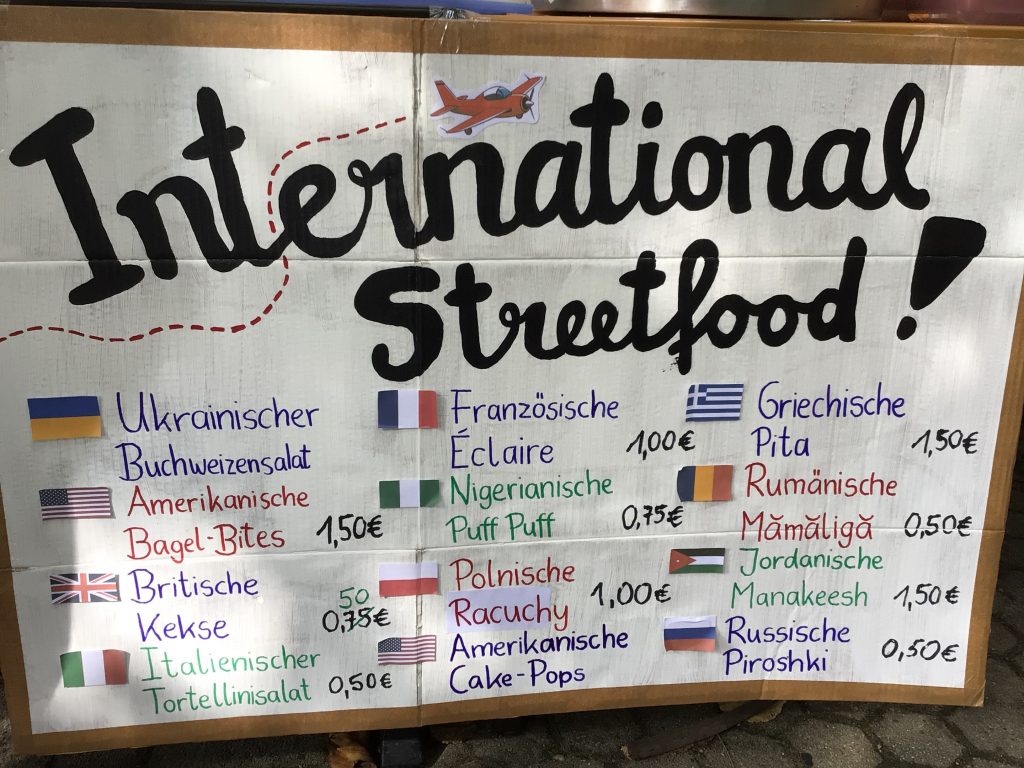 International
Streetfood!
Ukrainischer
Buchweizensalat
Amerikanische
Bagel-Bites 1,50€
Britische
Kekse 50 0,75€
Italienischer
Tortellinisalat 0,50€
Französische
Éclaire 1,00€
Nigerianische
Puff Puff 0,75€
Polnische
Racuchy 1,00€
Amerikanische
Cake-Pops
Griechische
Pita 1,50€
Rumänische
Mămăligă 0,50€
Jordanische
Manakeesh 1,50€
Russische
Piroshki 0,50€